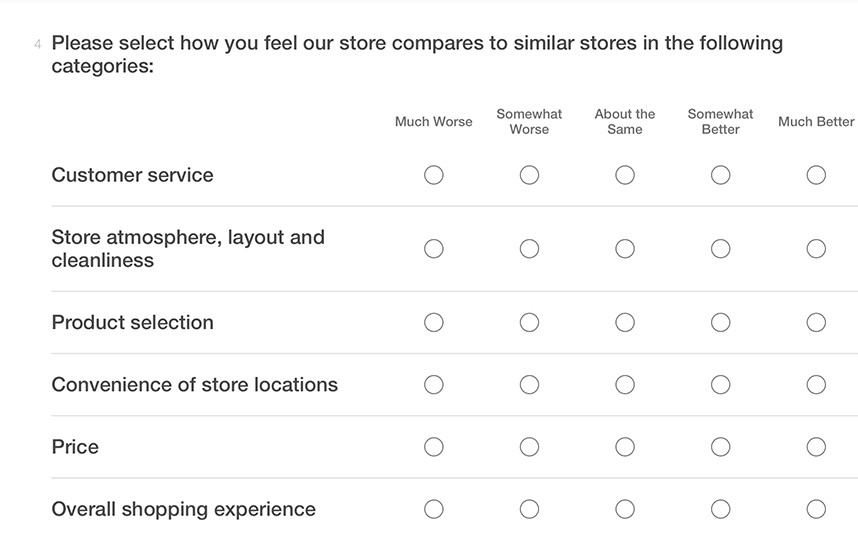 4 Please select how you feel our store compares to similar stores in the following
categories:
Much Worse
Somewhat
Worse
About the
Same
Somewhat
Better
Much Better
Customer service
Store atmosphere, layout and
cleanliness
Product selection
Convenience of store locations
Price
Overall shopping experience